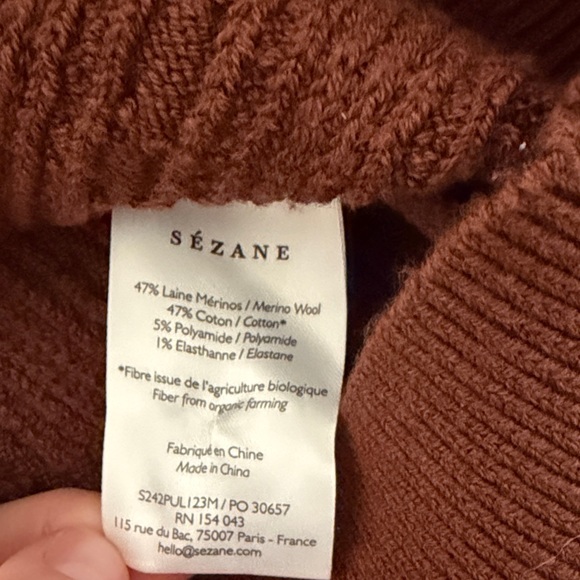 SÉZANE
47% Laine Mérinos / Merino Wool
47% Coton / Cotton*
5% Polyamide / Polyamide
1% Elasthanne / Elastane
*Fibre issue de l'agriculture biologique
Fiber from organic farming
Fabriqué en Chine
Made in China
S242PUL123M / PO 30657
RN 154 043
115 rue du Bac, 75007 Paris - France
hello@sezane.com